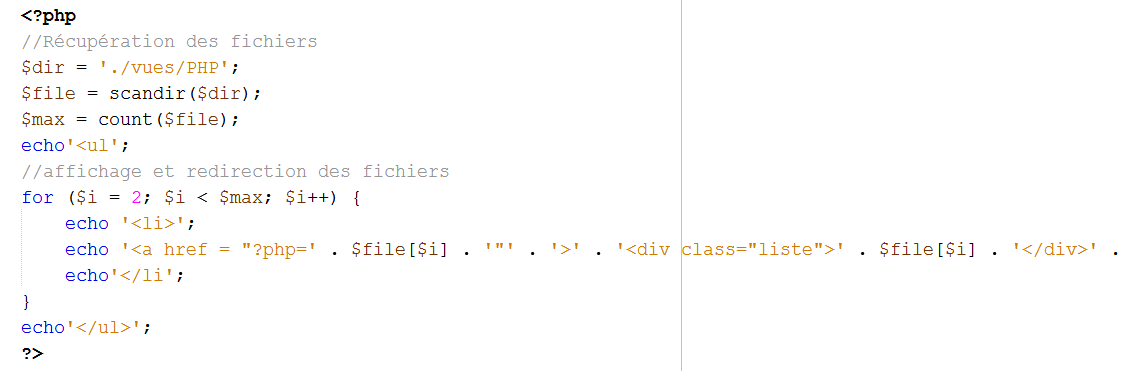 <?php
//Récupération des fichiers
$dir = './vues/PHP';
$file = scandir($dir);
$max = count($file);
echo'<ul';
//affichage et redirection des fichiers
for ($i = 2; $i < $max; $i++) {
    echo '<li>';
    echo '<a href = "?php=' . $file[$i] . '"' . '>' . '<div class="liste">' . $file[$i] . '</div>' .
    echo'</li';
}
echo'</ul>';
?>